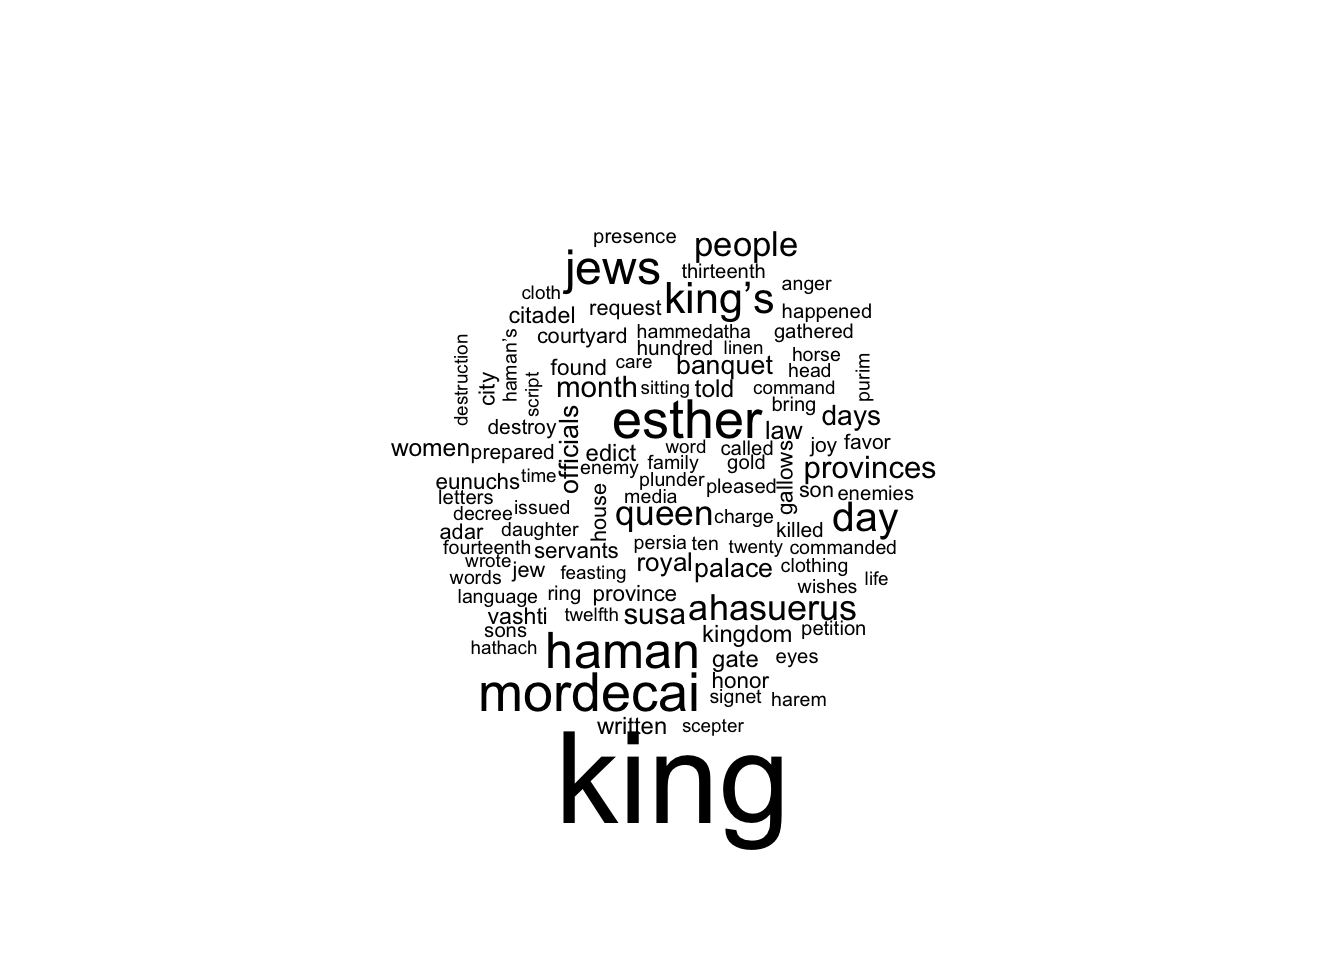 presence
people
jews
thirteenth
king’s
anger
cloth
citadel
request
happened
courtyard
hammedatha
gathered
hundred
linen
destruction
city
haman’s
script
found
care
banquet
horse
head
purim
month
sitting
told
command
bring
destroy
officials
esther
law
days
women
prepared
edict
word
called
joy
favor
enemy
family
gold
gallows
provinces
eunuchs
time
plunder
pleased
son
enemies
letters
media
decree
issued
house
queen
charge
day
adar
daughter
killed
fourteenth
servants
persia
ten
twenty
commanded
wrote
jew
feasting
royal
palace
clothing
words
wishes
life
language
ring
province
vashti
twelfth
susa
ahasuerus
sons
kingdom
petition
hathach
haman
gate
eyes
mordecai
honor
signet
harem
written
scepter
king